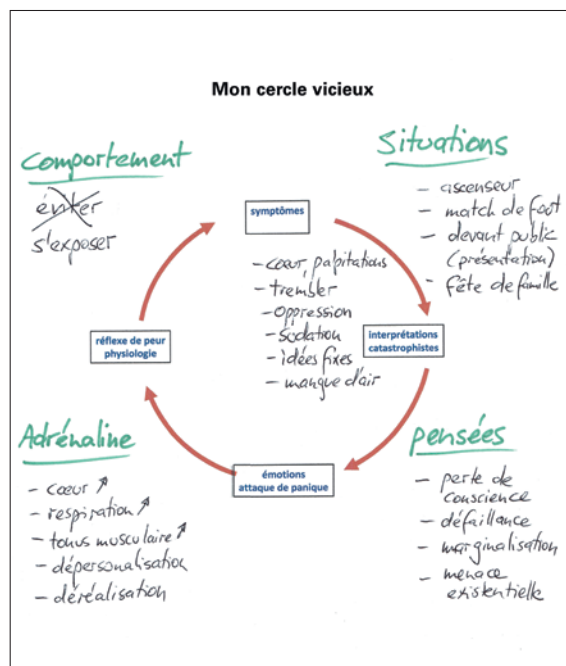 Mon cercle vicieux
Comportement
éviter
s'exposer
Situations
- ascenseur
- match de foot
- devant public
(présentation)
- fête de famille
symptômes
- cœur, palpitations
- trembler
- oppression
- sudation
- idées fixes
- manque d'air
interprétations
catastrophistes
réflexe de peur
physiologie
émotions
attaque de panique
Adrénaline
- cœur ↗
- respiration ↗
- tonus musculaire ↗
- dépersonalisation
- déréalisation
pensées
- perte de
conscience
- défaillance
- marginalisation
- menace
existentielle